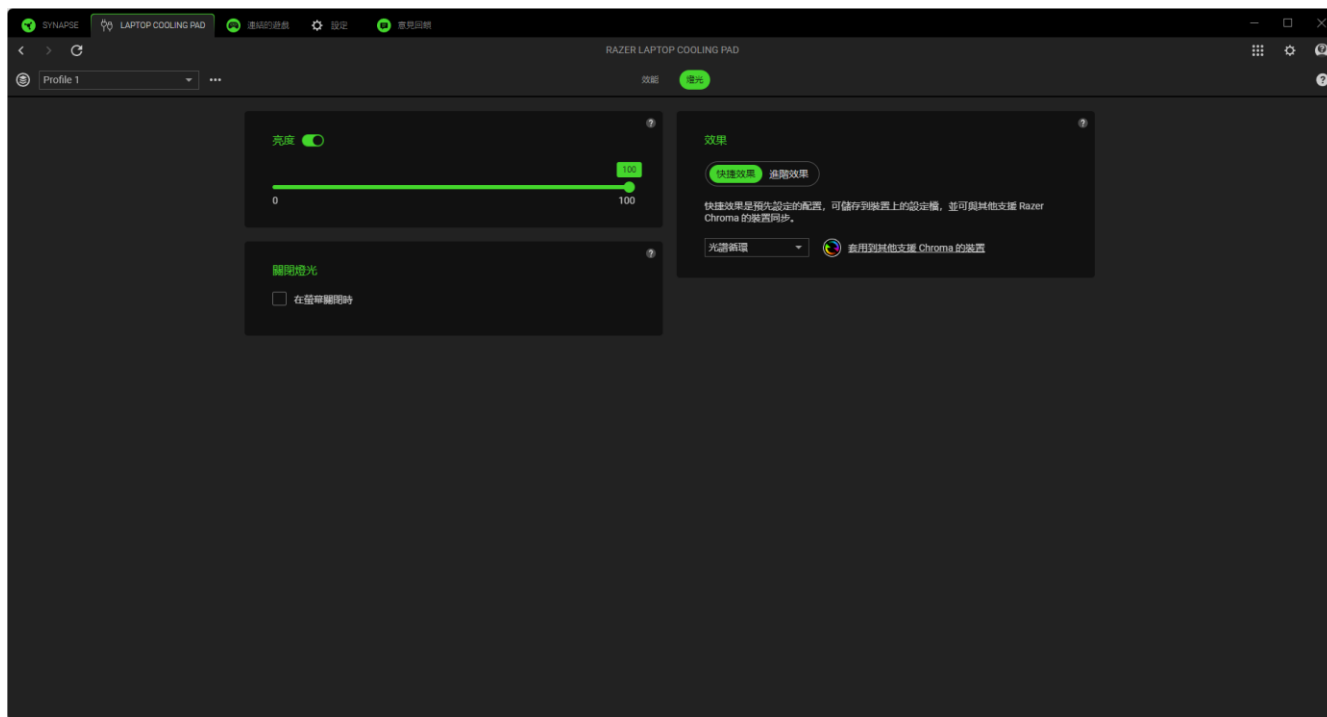 SYNAPSE
LAPTOP COOLING PAD
連結的遊戲
設定
意見回饋
RAZER LAPTOP COOLING PAD
Profile 1
效能
燈光
亮度
100
0
100
關閉燈光
在螢幕關閉時
效果
快捷效果
進階效果
快捷效果是預先設定的配置，可儲存到裝置上的設定檔，並可與其他支援 Razer
Chroma 的裝置同步。
光譜循環
套用到其他支援 Chroma 的裝置